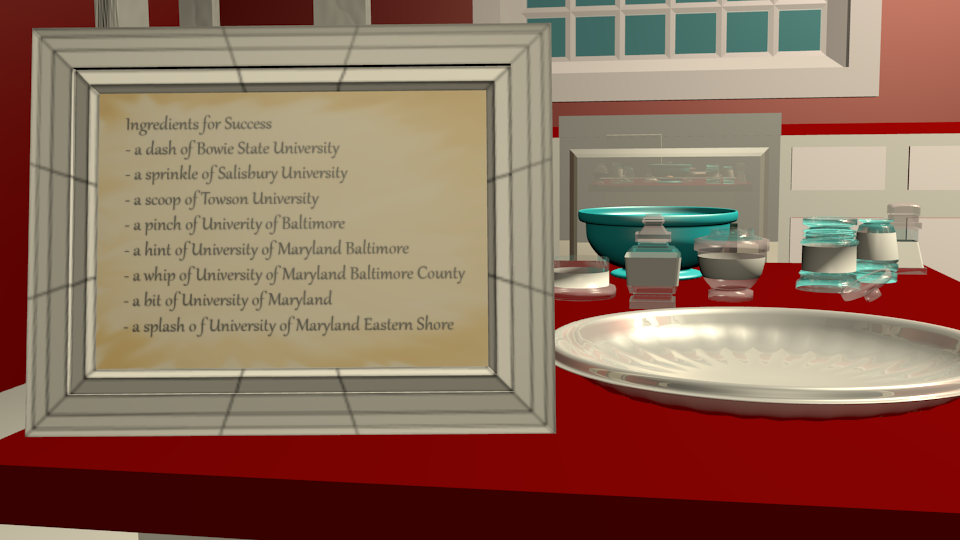 Ingredients for Success
- a dash of Bowie State University
- a sprinkle of Salisbury University
- a scoop of Towson University
- a pinch of Univerity of Baltimore
- a hint of University of Maryland Baltimore
- a whip of University of Maryland Baltimore County
- a bit of University of Maryland
- a splash of University of Maryland Eastern Shore